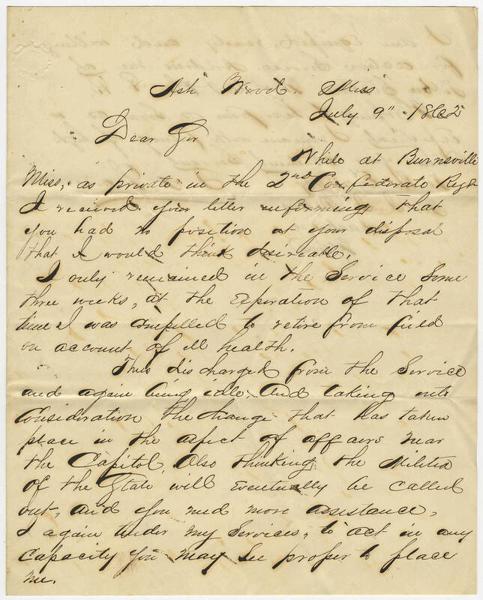 Ash Wood Miss
July 9" 1862
Dear Sir
While at Burnsville
Miss, as private in the 2nd Confederate Regt
I received your letter informing that
you had no position at your disposal
that I would think desireable.
I only remained in the Service some
three weeks, at the Expiration of that
time I was compelled to retire from field
on account of ill health.
Thus discharged from the Service
and again being idle. And taking into
Consideration the change that has taken
place in the aspect of affairs near
the Capitol, Also thinking the Militia
of the State will Eventually be called
out, and you need more assistance,
I again tender my Services, to act in any
Capacity you may see proper to place
me.